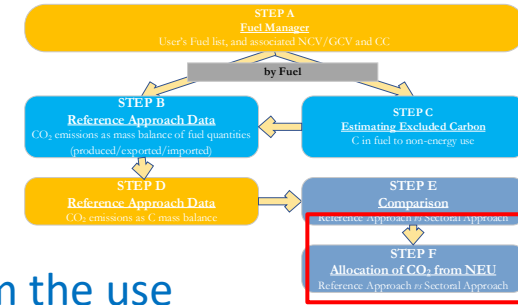 STEP A
Fuel Manager
User's Fuel list, and associated NCV/GCV and CC
by Fuel
STEP B
Reference Approach Data
CO₂ emissions as mass balance of fuel quantities
(produced/exported/imported)
STEP C
Estimating Excluded Carbon
C in fuel to non-energy use
STEP D
Reference Approach Data
CO₂ emissions as C mass balance
STEP E
Comparison
Reference Approach vs Sectoral Approach
STEP F
Allocation of CO₂ from NEU
Reference Approach vs Sectoral Approach
the use